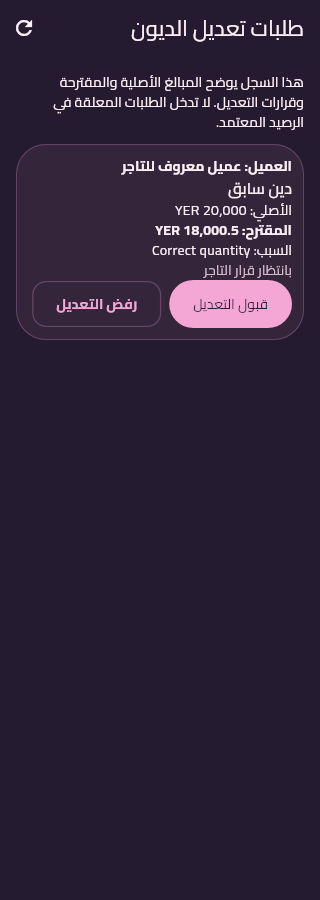 طلبات تعديل الديون
هذا السجل يوضح المبالغ الأصلية والمقترحة
وقرارات التعديل. لا تدخل الطلبات المعلقة في
الرصيد المعتمد.
العميل: عميل معروف للتاجر
دين سابق
الأصلي: YER 20,000
المقترح: YER 18,000.5
السبب: Correct quantity
بانتظار قرار التاجر
قبول التعديل
رفض التعديل